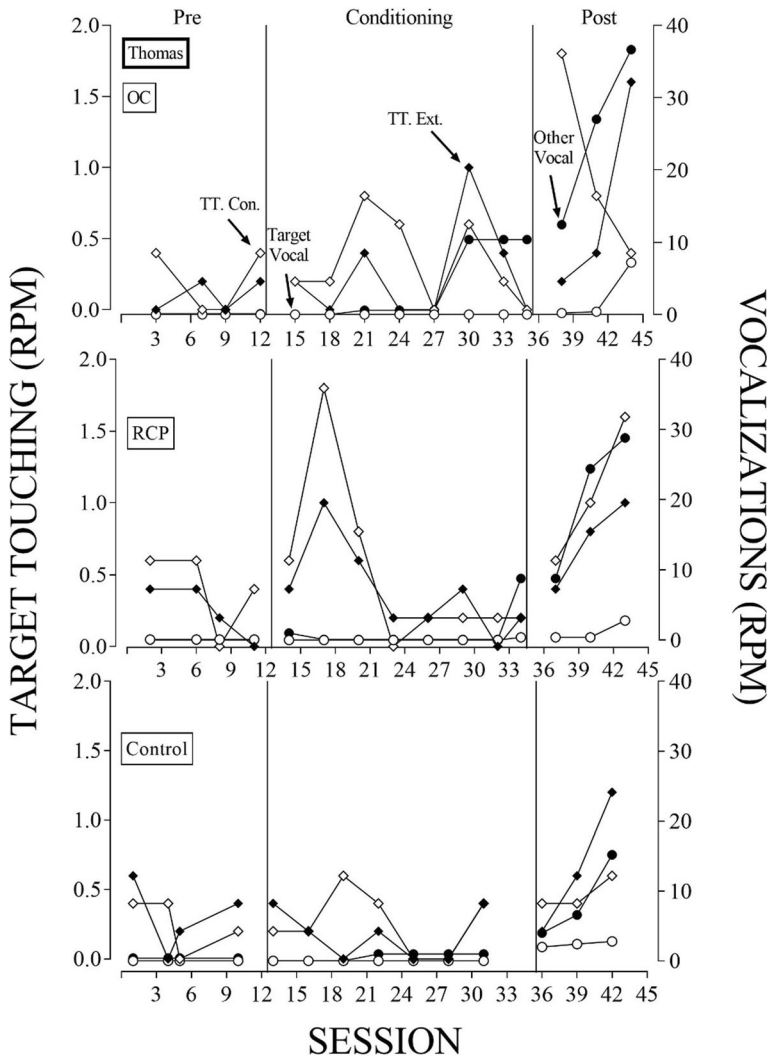 Pre Conditioning Post
2.0 40
Thomas
OC
1.5 30
TT. Ext.
Other
Vocal
1.0 20
TT. Con.
Target
Vocal
0.5 10
0.0 0
3 6 9 12 15 18 21 24 27 30 33 36 39 42 45
2.0 40
RCP
1.5 30
1.0 20
0.5 10
0.0 0
3 6 9 12 15 18 21 24 27 30 33 36 39 42 45
2.0 40
Control
1.5 30
1.0 20
0.5 10
0.0 0
3 6 9 12 15 18 21 24 27 30 33 36 39 42 45
TARGET TOUCHING (RPM)
VOCALIZATIONS (RPM)
SESSION